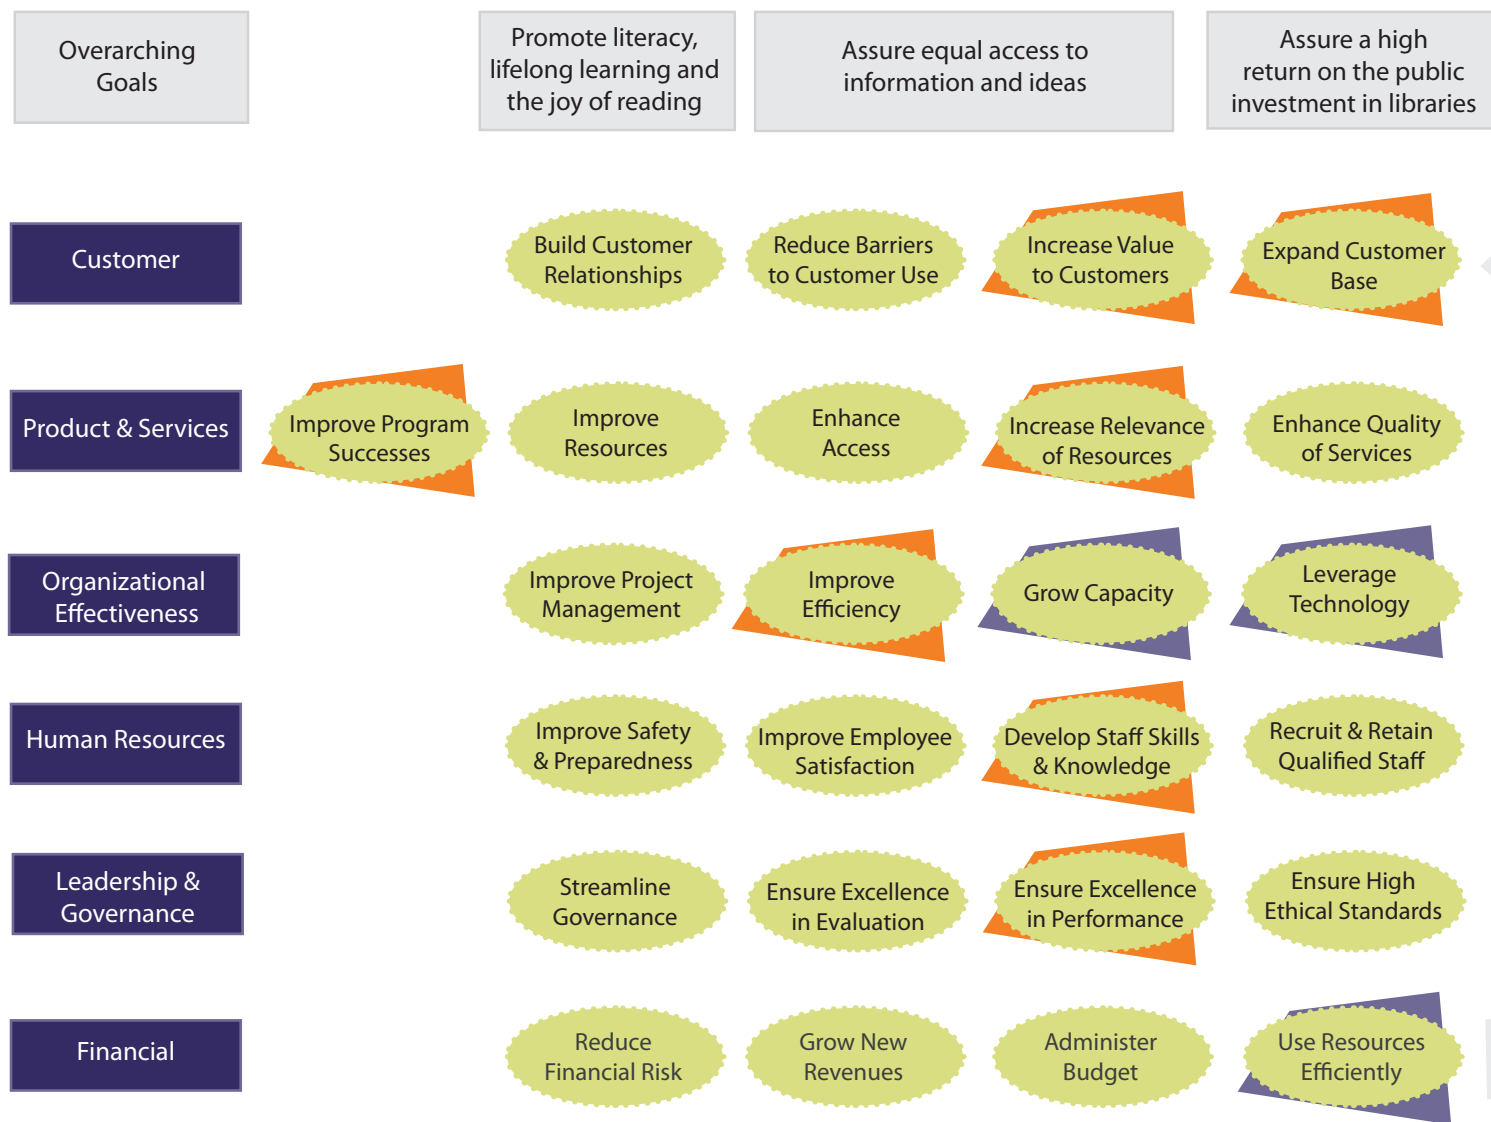 Overarching
Goals
Promote literacy,
lifelong learning and
the joy of reading
Assure equal access to
information and ideas
Assure a high
return on the public
investment in libraries
Customer
Build Customer
Relationships
Reduce Barriers
to Customer Use
Increase Value
to Customers
Expand Customer
Base
Product & Services
Improve Program
Successes
Improve
Resources
Enhance
Access
Increase Relevance
of Resources
Enhance Quality
of Services
Organizational
Effectiveness
Improve Project
Management
Improve
Efficiency
Grow Capacity
Leverage
Technology
Human Resources
Improve Safety
& Preparedness
Improve Employee
Satisfaction
Develop Staff Skills
& Knowledge
Recruit & Retain
Qualified Staff
Leadership &
Governance
Streamline
Governance
Ensure Excellence
in Evaluation
Ensure Excellence
in Performance
Ensure High
Ethical Standards
Financial
Reduce
Financial Risk
Grow New
Revenues
Administer
Budget
Use Resources
Efficiently